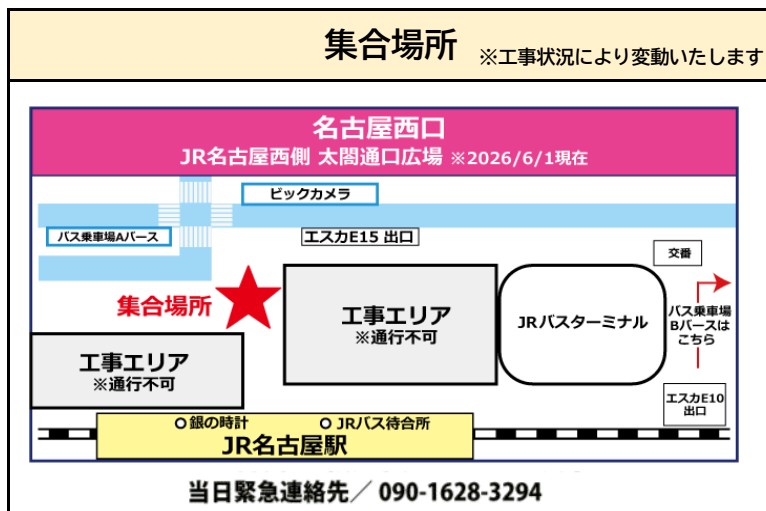 集合場所 ※工事状況により変動いたします
名古屋西口
JR名古屋西側 太閤通口広場 ※2026/6/1現在
ビックカメラ
バス乗車場Aバース
エスカE15 出口
交番
集合場所
工事エリア
※通行不可
JRバスターミナル
バス乗車場
Bバースは
こちら
工事エリア
※通行不可
エスカE10
出口
銀の時計
JRバス待合所
JR名古屋駅
当日緊急連絡先／ 090-1628-3294